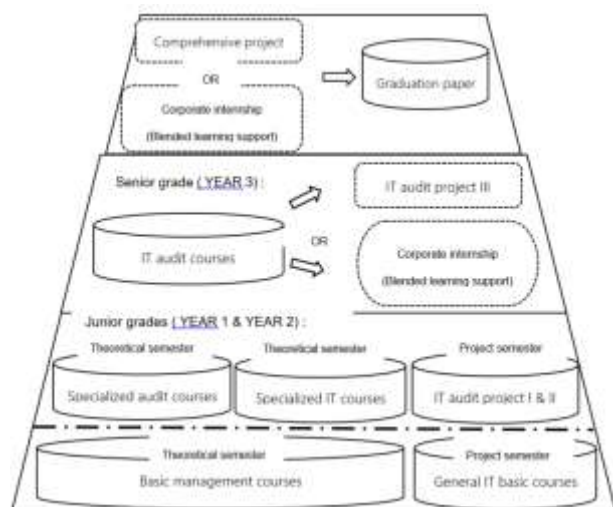 Comprehensive project
OR
Corporate internship
(Blended learning support)
Graduation paper
Senior grade ( YEAR 3) :
IT audit courses
IT audit project III
OR
Corporate internship
(Blended learning support)
Junior grades ( YEAR 1 & YEAR 2) :
Theoretical semester
Theoretical semester
Project semester
Specialized audit courses
Specialized IT courses
IT audit project I & II
Theoretical semester
Project semester
Basic management courses
General IT basic courses